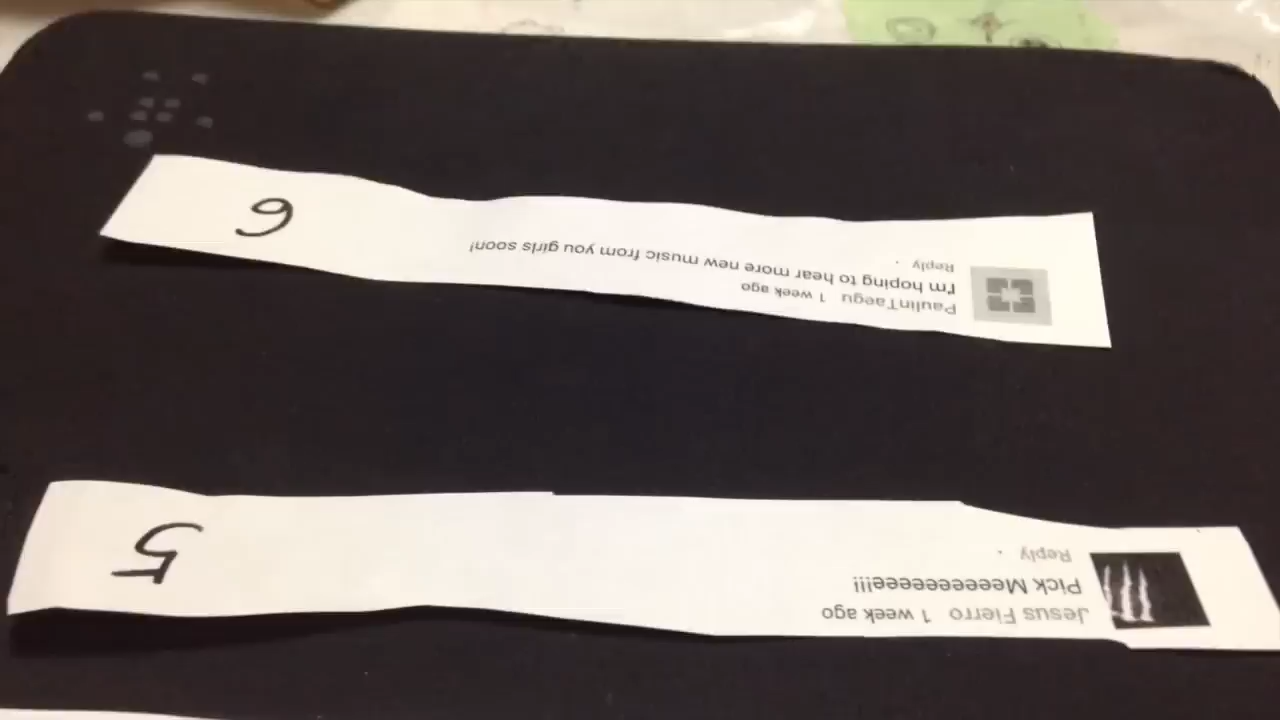 Jesus Fierro 1 week ago
Pick Meeeeeeeeee!!!
Reply ·
5
PaulinTaegu 1 week ago
I'm hoping to hear more new music from you girls soon!
Reply ·
6